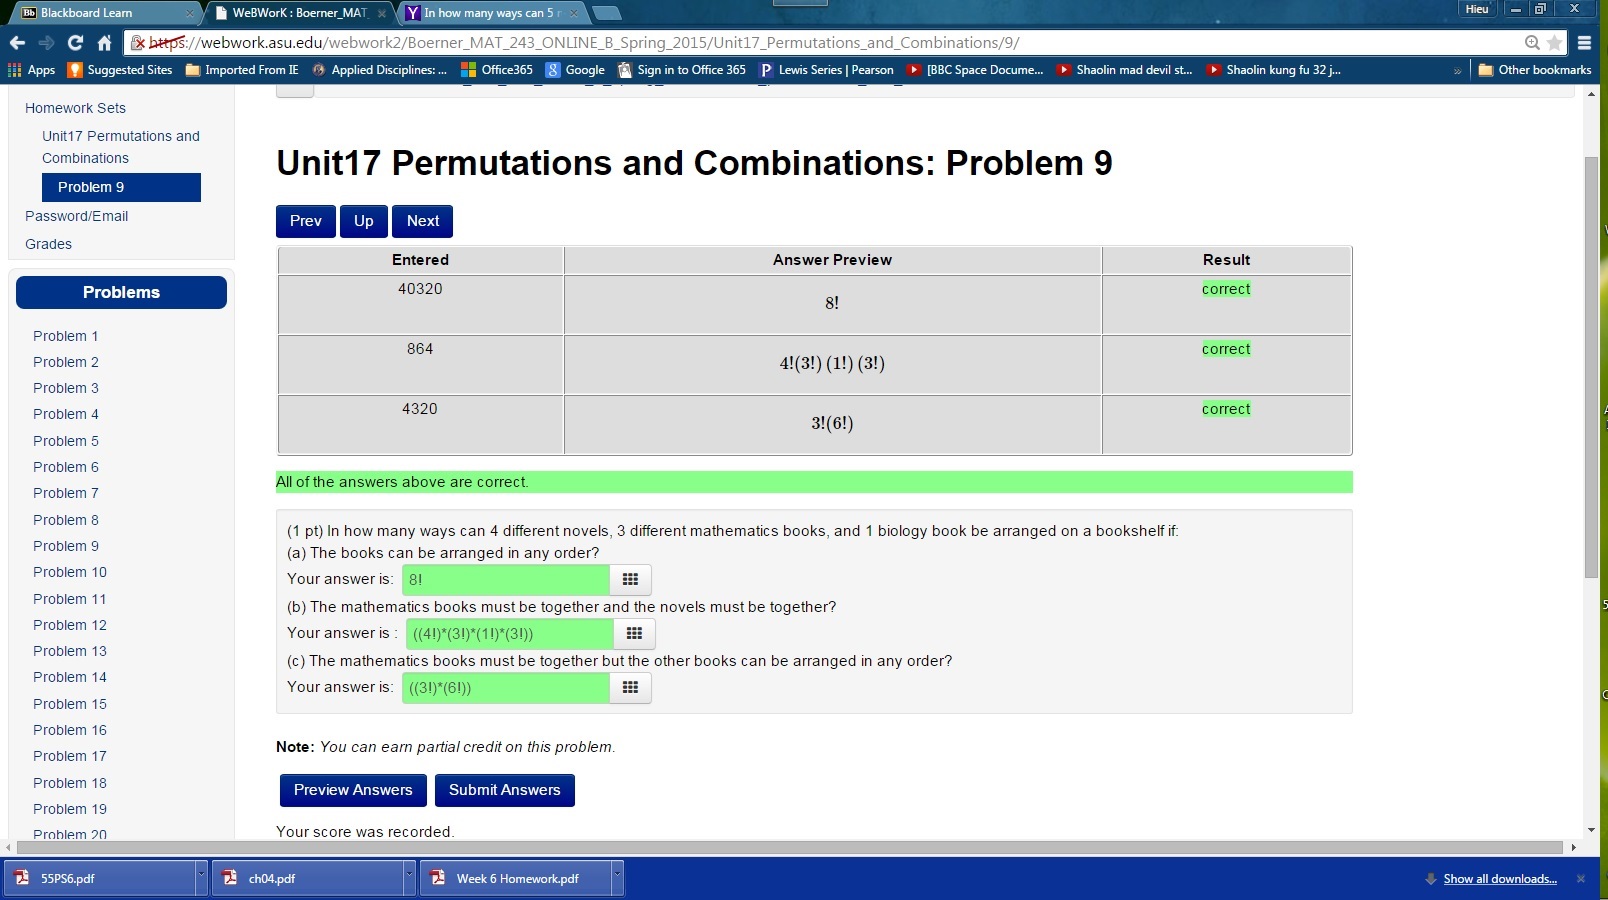 Blackboard Learn
WeBWorK : Boerner_MAT_
In how many ways can 5 r
Hieu
https://webwork.asu.edu/webwork2/Boerner_MAT_243_ONLINE_B_Spring_2015/Unit17_Permutations_and_Combinations/9/
Apps Suggested Sites Imported From IE Applied Disciplines: ... Office365 Google Sign in to Office 365 Lewis Series | Pearson [BBC Space Docume... Shaolin mad devil st... Shaolin kung fu 32 j... » Other bookmarks
Homework Sets
Unit17 Permutations and
Combinations
Problem 9
Password/Email
Grades
Problems
Problem 1
Problem 2
Problem 3
Problem 4
Problem 5
Problem 6
Problem 7
Problem 8
Problem 9
Problem 10
Problem 11
Problem 12
Problem 13
Problem 14
Problem 15
Problem 16
Problem 17
Problem 18
Problem 19
Problem 20
Unit17 Permutations and Combinations: Problem 9
Prev Up Next
Entered Answer Preview Result
40320 8! correct
864 4!(3!) (1!) (3!) correct
4320 3!(6!) correct
All of the answers above are correct.
(1 pt) In how many ways can 4 different novels, 3 different mathematics books, and 1 biology book be arranged on a bookshelf if:
(a) The books can be arranged in any order?
Your answer is: 8!
(b) The mathematics books must be together and the novels must be together?
Your answer is : ((4!)*(3!)*(1!)*(3!))
(c) The mathematics books must be together but the other books can be arranged in any order?
Your answer is: ((3!)*(6!))
Note: You can earn partial credit on this problem.
Preview Answers Submit Answers
Your score was recorded.
55PS6.pdf ch04.pdf Week 6 Homework.pdf Show all downloads...